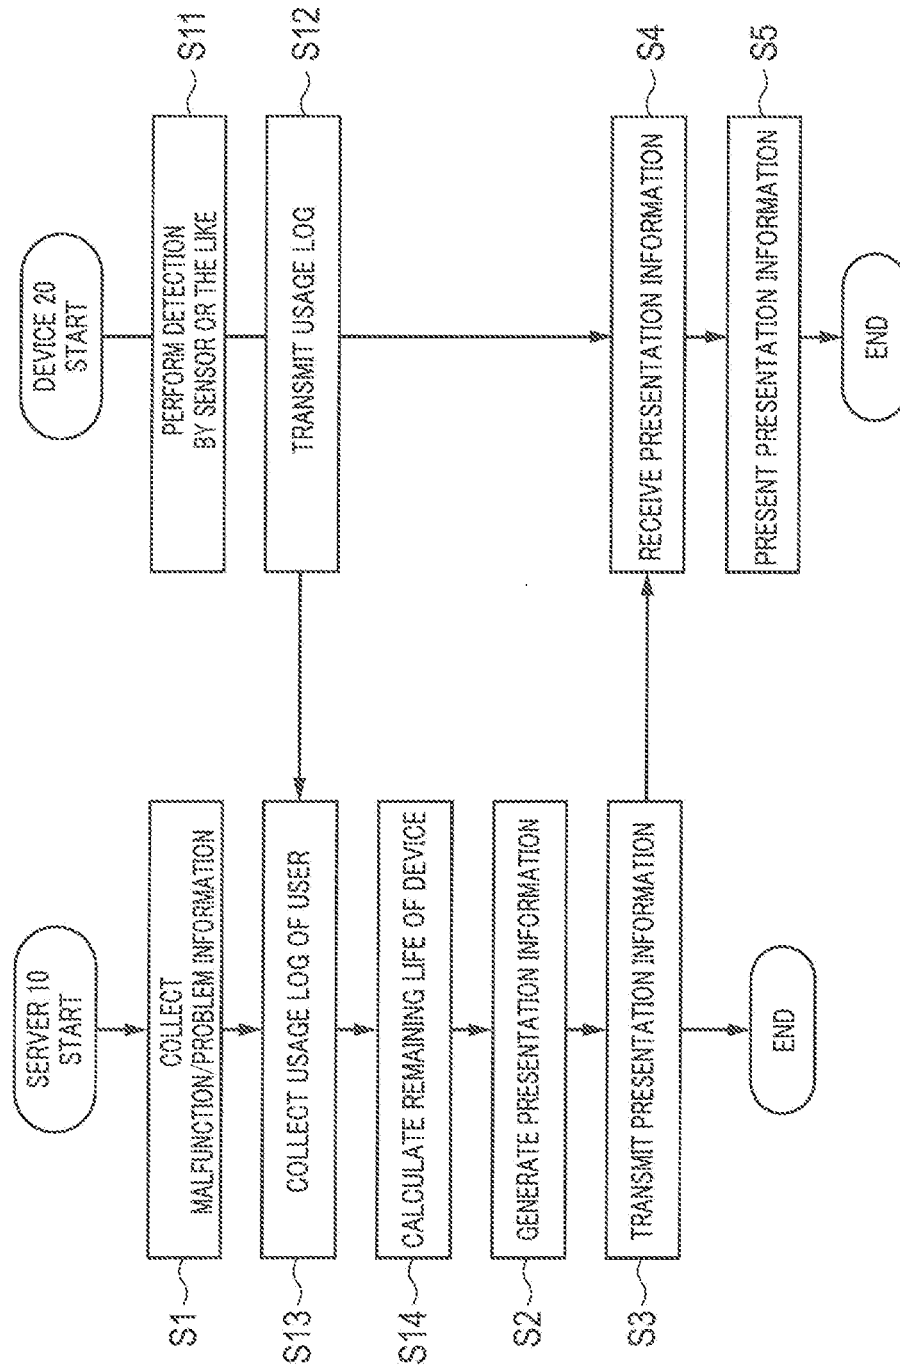 SERVER 10
START
S1
COLLECT
MALFUNCTION/PROBLEM INFORMATION
S13
COLLECT USAGE LOG OF USER
S14
CALCULATE REMAINING LIFE OF DEVICE
S2
GENERATE PRESENTATION INFORMATION
S3
TRANSMIT PRESENTATION INFORMATION
END
DEVICE 20
START
PERFORM DETECTION
BY SENSOR OR THE LIKE
S11
TRANSMIT USAGE LOG
S12
RECEIVE PRESENTATION INFORMATION
S4
PRESENT PRESENTATION INFORMATION
S5
END